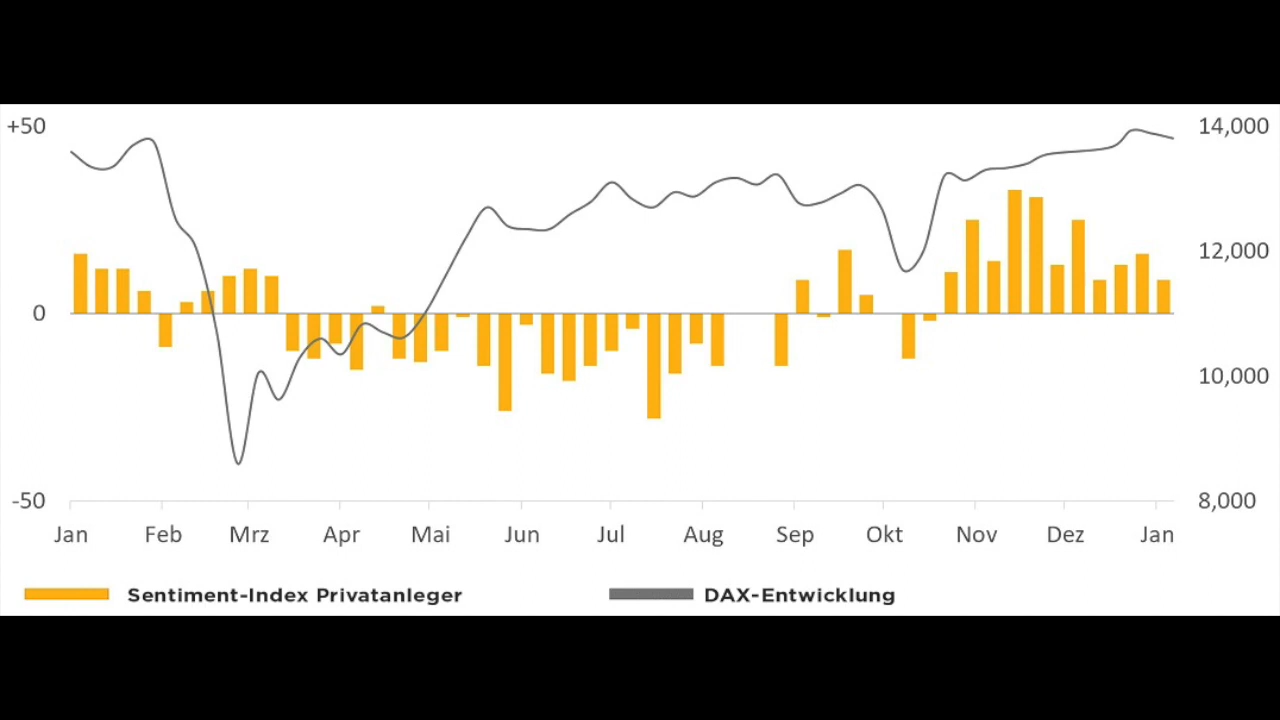 +50 14,000
12,000
0
10,000
-50 8,000
Jan Feb Mrz Apr Mai Jun Jul Aug Sep Okt Nov Dez Jan
Sentiment-Index Privatanleger DAX-Entwicklung